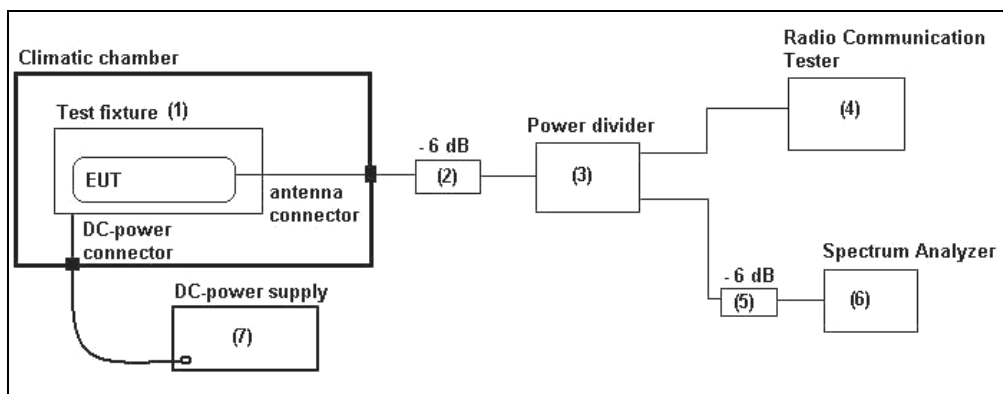 Climatic chamber
Test fixture (1)
EUT
antenna
connector
DC-power
connector
DC-power supply
(7)
- 6 dB
(2)
Power divider
(3)
Radio Communication
Tester
(4)
- 6 dB
(5)
Spectrum Analyzer
(6)